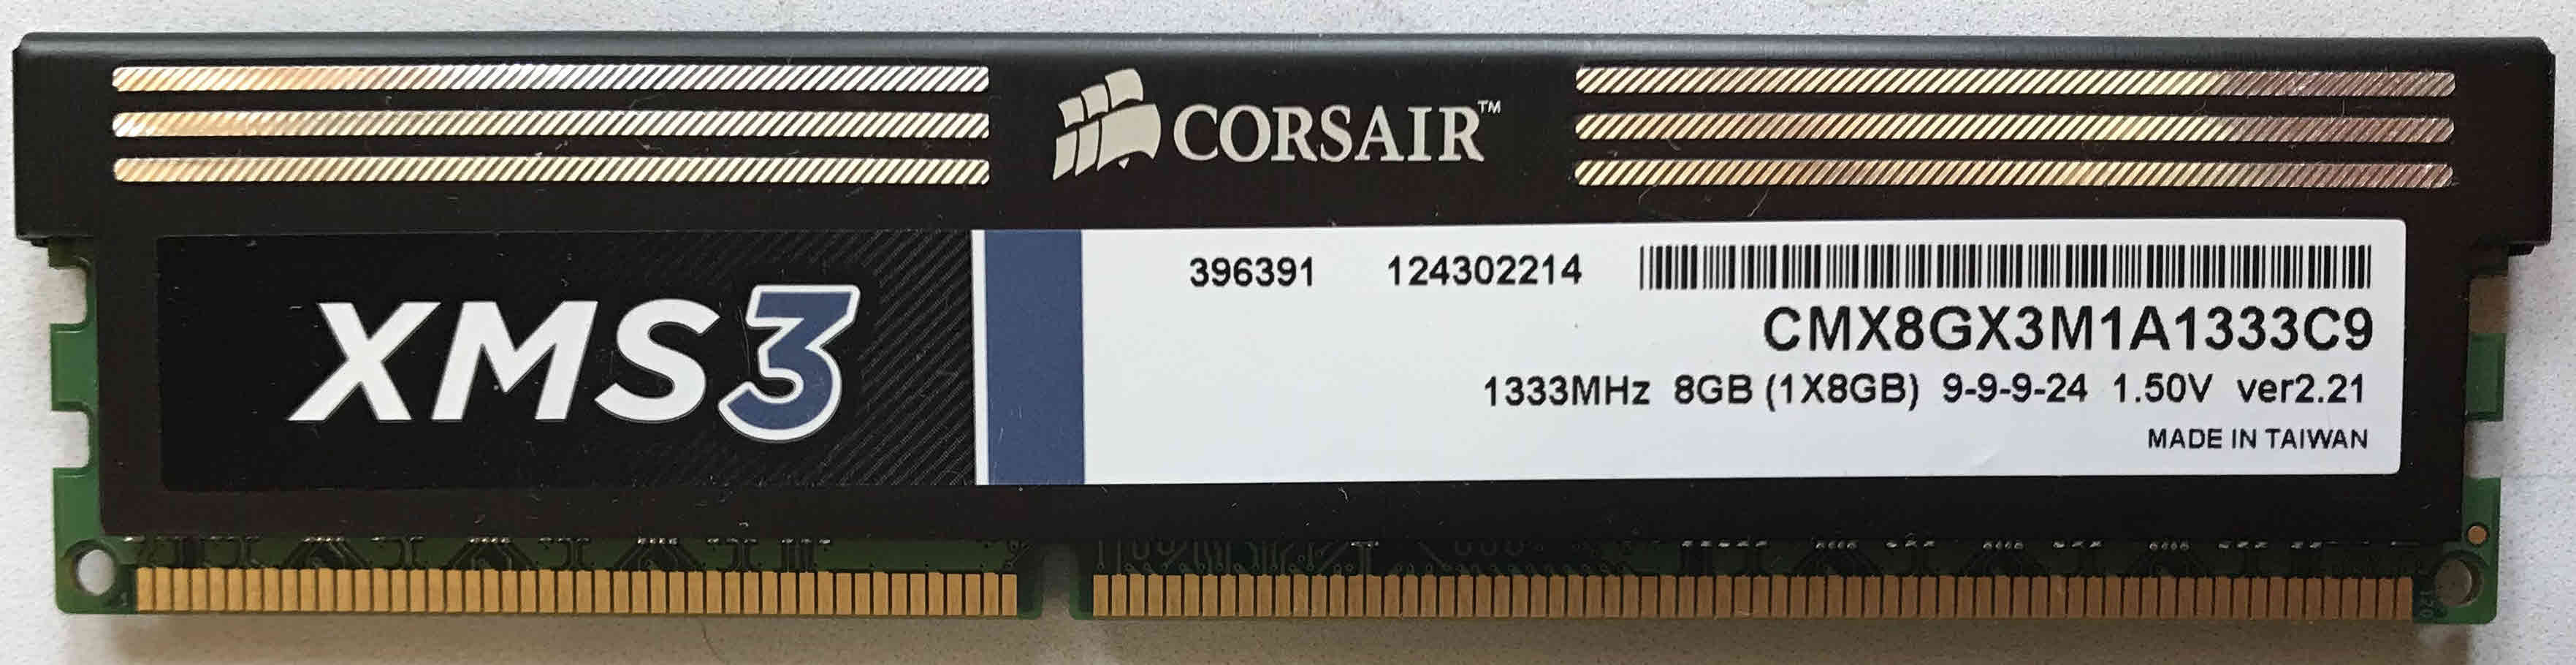 CORSAIR™
XMS3
396391 124302214
CMX8GX3M1A1333C9
1333MHz 8GB (1X8GB) 9-9-9-24 1.50V ver2.21
MADE IN TAIWAN